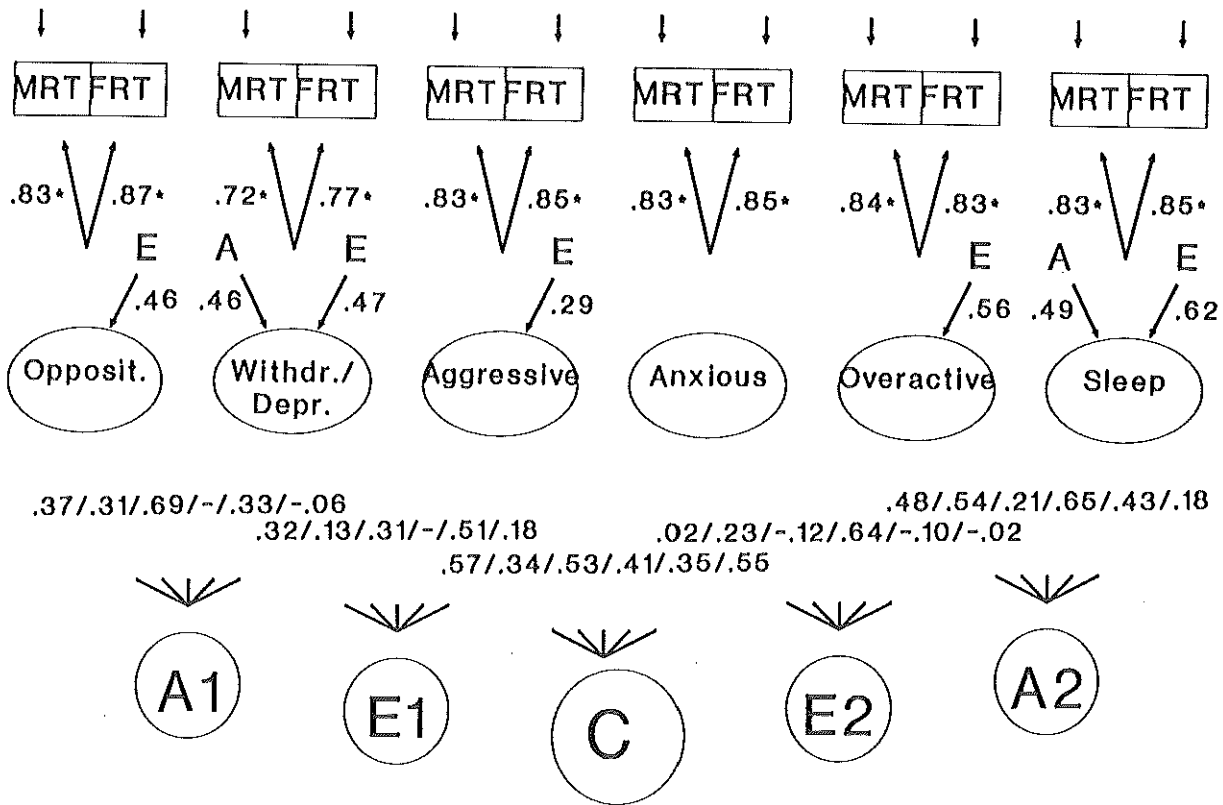 MRT FRT MRT FRT MRT FRT MRT FRT MRT FRT MRT FRT
.83* .87* .72* .77* .83* .85* .83* .85* .84* .83* .83* .85*
E A E E E A E
.46 .46 .47 .29 .56 .49 .62
Opposit. Withdr./ Aggressive Anxious Overactive Sleep
Depr.
.37/.31/.69/-/.33/-.06 .48/.54/.21/.65/.43/.18
.32/.13/.31/-/.51/.18 .02/.23/-.12/.64/-.10/-.02
.57/.34/.53/.41/.35/.55
A1 E1 C E2 A2